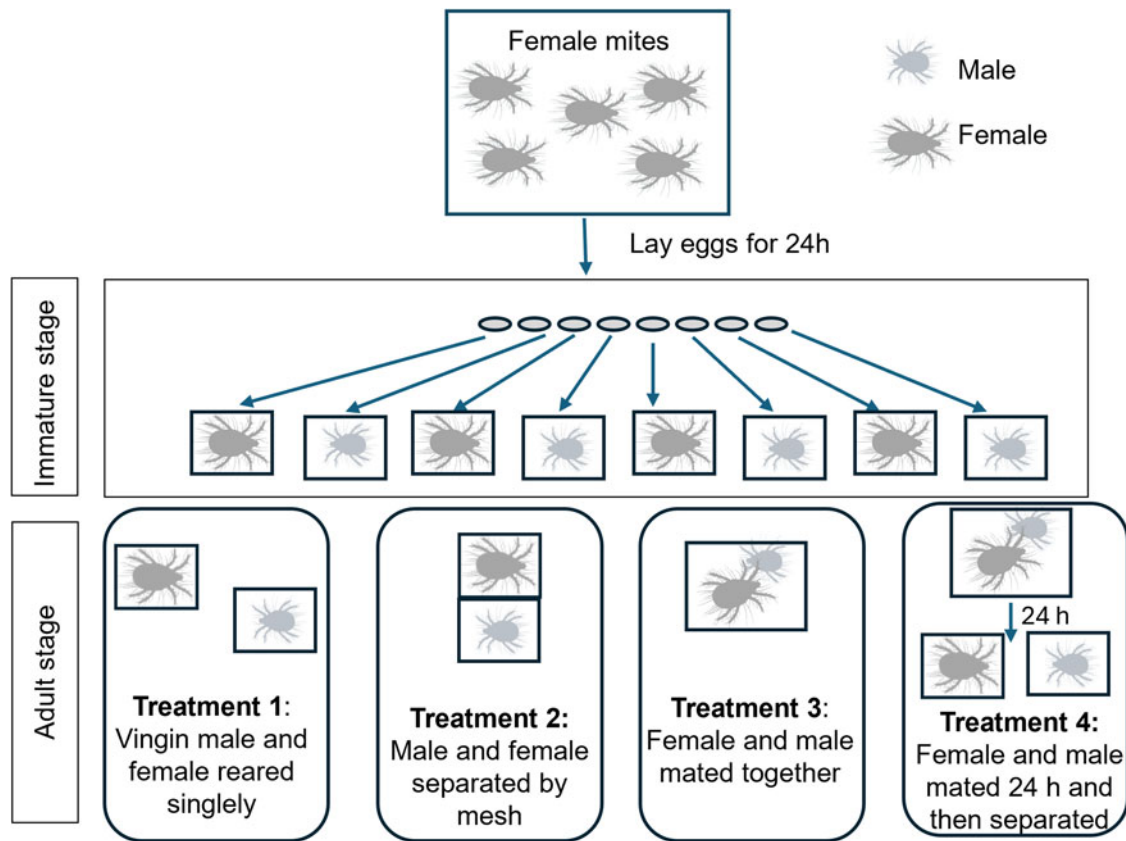 Female mites
Male
Female
Lay eggs for 24h
Immature stage
Adult stage
24 h
Treatment 1:
Vingin male and
female reared
singlely
Treatment 2:
Male and female
separated by
mesh
Treatment 3:
Female and male
mated together
Treatment 4:
Female and male
mated 24 h and
then separated